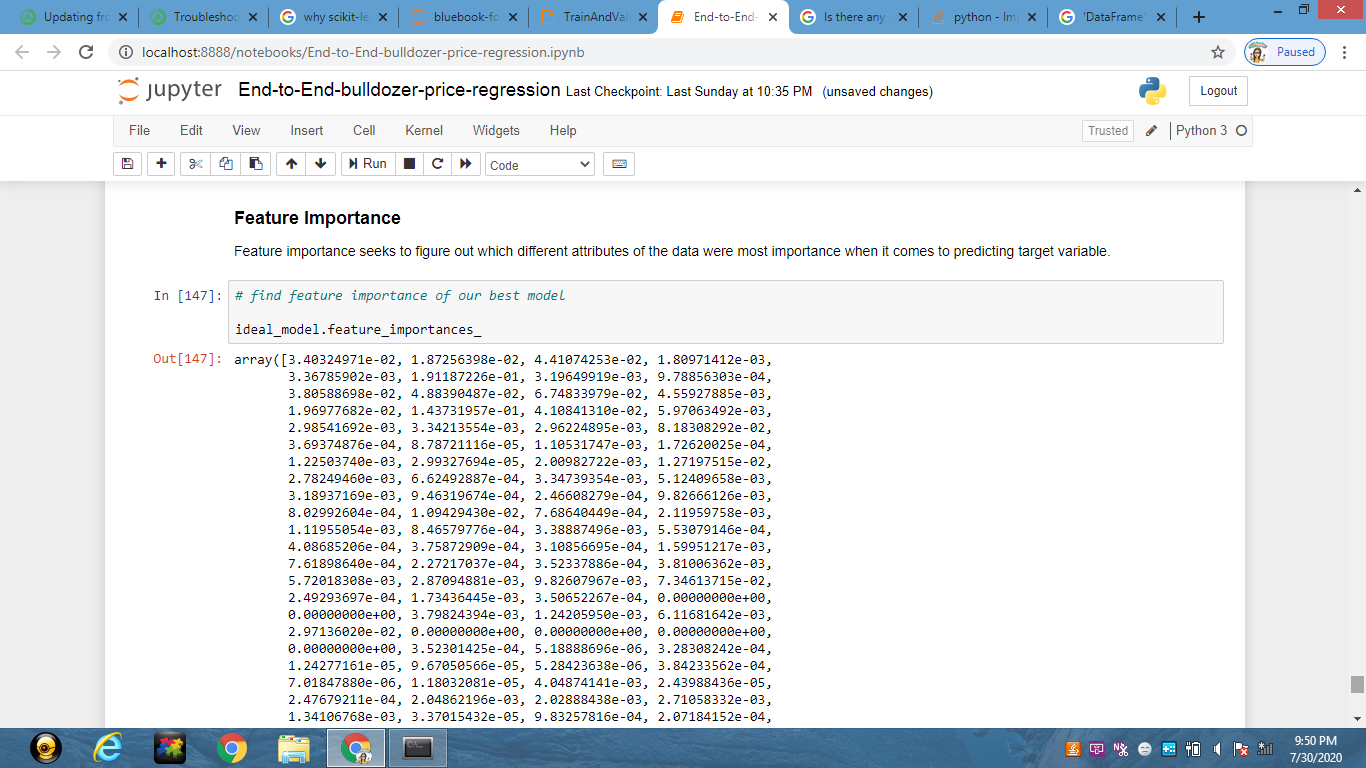 Updating fro
Troubleshoo
why scikit-le
bluebook-fo
TrainAndVal
End-to-End-
Is there any
python - Im
'DataFrame'
localhost:8888/notebooks/End-to-End-bulldozer-price-regression.ipynb
Paused
jupyter End-to-End-bulldozer-price-regression Last Checkpoint: Last Sunday at 10:35 PM (unsaved changes)
Logout
File Edit View Insert Cell Kernel Widgets Help
Trusted Python 3
Run Code
Feature Importance
Feature importance seeks to figure out which different attributes of the data were most importance when it comes to predicting target variable.
In [147]: # find feature importance of our best model
ideal_model.feature_importances_
Out[147]: array([3.40324971e-02, 1.87256398e-02, 4.41074253e-02, 1.80971412e-03,
3.36785902e-03, 1.91187226e-01, 3.19649919e-03, 9.78856303e-04,
3.80588698e-02, 4.88390487e-02, 6.74833979e-02, 4.55927885e-03,
1.96977682e-02, 1.43731957e-01, 4.10841310e-02, 5.97063492e-03,
2.98541692e-03, 3.34213554e-03, 2.96224895e-03, 8.18308292e-02,
3.69374876e-04, 8.78721116e-05, 1.10531747e-03, 1.72620025e-04,
1.22503740e-03, 2.99327694e-05, 2.00982722e-03, 1.27197515e-02,
2.78249460e-03, 6.62492887e-04, 3.34739354e-03, 5.12409658e-03,
3.18937169e-03, 9.46319674e-04, 2.46608279e-04, 9.82666126e-03,
8.02992604e-04, 1.09429430e-02, 7.68640449e-04, 2.11959758e-03,
1.11955054e-03, 8.46579776e-04, 3.38887496e-03, 5.53079146e-04,
4.08685206e-04, 3.75872909e-04, 3.10856695e-04, 1.59951217e-03,
7.61898640e-04, 2.27217037e-04, 3.52337886e-04, 3.81006362e-03,
5.72018308e-03, 2.87094881e-03, 9.82607967e-03, 7.34613715e-02,
2.49293697e-04, 1.73436445e-03, 3.50652267e-04, 0.00000000e+00,
0.00000000e+00, 3.79824394e-03, 1.24205950e-03, 6.11681642e-03,
2.97136020e-02, 0.00000000e+00, 0.00000000e+00, 0.00000000e+00,
0.00000000e+00, 3.52301425e-04, 5.18888696e-06, 3.28308242e-04,
1.24277161e-05, 9.67050566e-05, 5.28423638e-06, 3.84233562e-04,
7.01847880e-06, 1.18032081e-05, 4.04874141e-03, 2.43988436e-05,
2.47679211e-04, 2.04862196e-03, 2.02888438e-03, 2.71058332e-03,
1.34106768e-03, 3.37015432e-05, 9.83257816e-04, 2.07184152e-04,
9:50 PM
7/30/2020